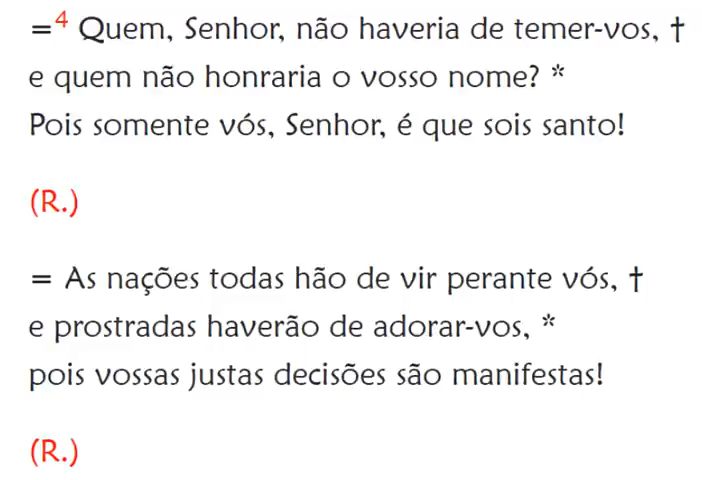 =4 Quem, Senhor, não haveria de temer-vos, †
e quem não honraria o vosso nome? *
Pois somente vós, Senhor, é que sois santo!
(R.)
= As nações todas hão de vir perante vós, †
e prostradas haverão de adorar-vos, *
pois vossas justas decisões são manifestas!
(R.)